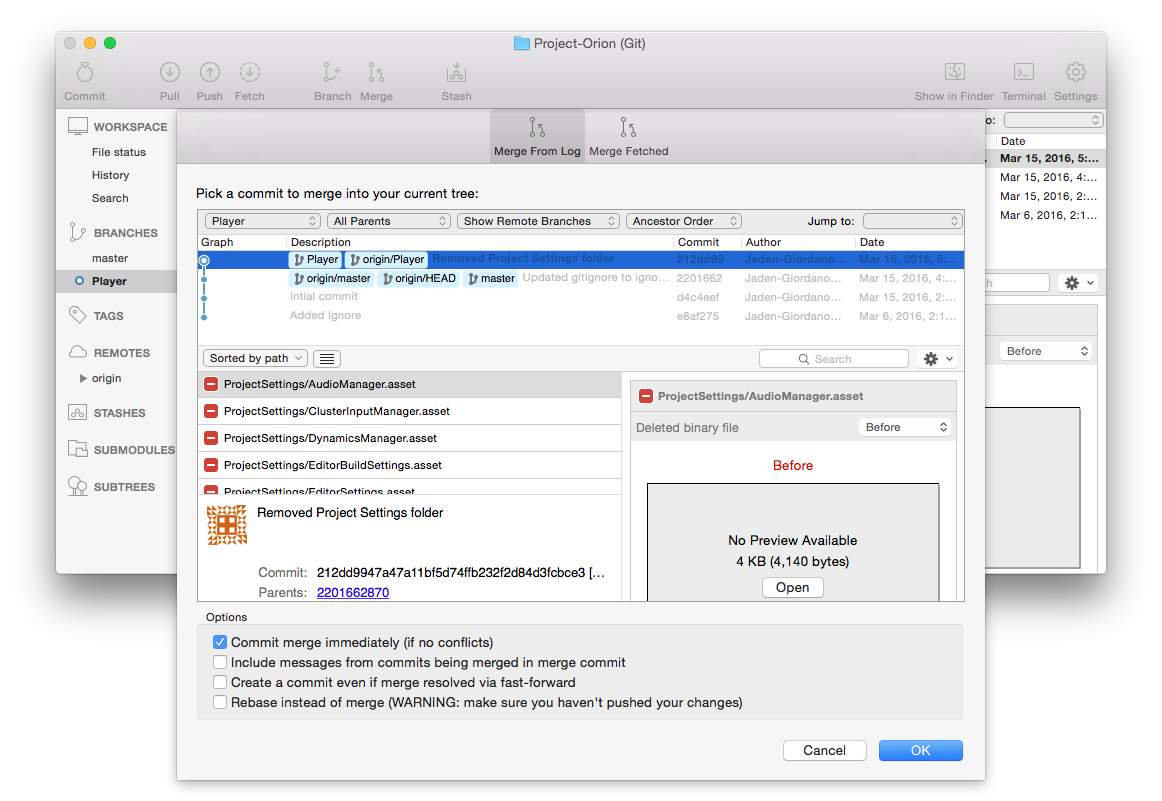 Project-Orion (Git)
Commit Pull Push Fetch Branch Merge Stash Show in Finder Terminal Settings
WORKSPACE
File status
History
Search
BRANCHES
master
Player
TAGS
REMOTES
origin
STASHES
SUBMODULES
SUBTREES
Merge From Log Merge Fetched
Pick a commit to merge into your current tree:
Player All Parents Show Remote Branches Ancestor Order Jump to:
Graph Description Commit Author Date
Player origin/Player Removed Project Settings folder 212dd99 Jaden-Giordano... Mar 15, 2016, 5:...
origin/master origin/HEAD master Updated gitignore to igno... 2201662 Jaden-Giordano... Mar 15, 2016, 4:...
Intial commit d4c4eef Jaden-Giordano... Mar 15, 2016, 2:...
Added Ignore e8af275 Jaden-Giordano... Mar 6, 2016, 2:1...
Sorted by path Search
ProjectSettings/AudioManager.asset
ProjectSettings/ClusterInputManager.asset
ProjectSettings/DynamicsManager.asset
ProjectSettings/EditorBuildSettings.asset
ProjectSettings/EditorSettings.asset
Removed Project Settings folder
Commit: 212dd9947a47a11bf5d74ffb232f2d84d3fcbce3 [...
Parents: 2201662870
ProjectSettings/AudioManager.asset
Deleted binary file Before
Before
No Preview Available
4 KB (4,140 bytes)
Open
Options
Commit merge immediately (if no conflicts)
Include messages from commits being merged in merge commit
Create a commit even if merge resolved via fast-forward
Rebase instead of merge (WARNING: make sure you haven't pushed your changes)
Cancel OK
o:
Date
Mar 15, 2016, 5:...
Mar 15, 2016, 4:...
Mar 15, 2016, 2:...
Mar 6, 2016, 2:1...
h
Before